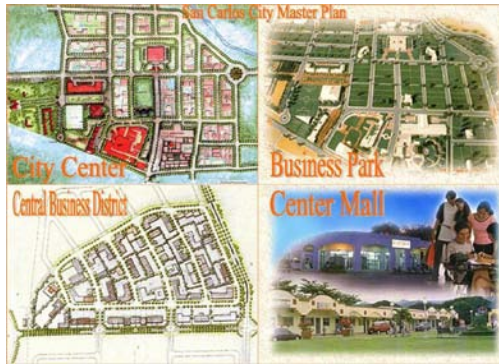 San Carlos City Master Plan
City Center
Business Park
Central Business District
Center Mall